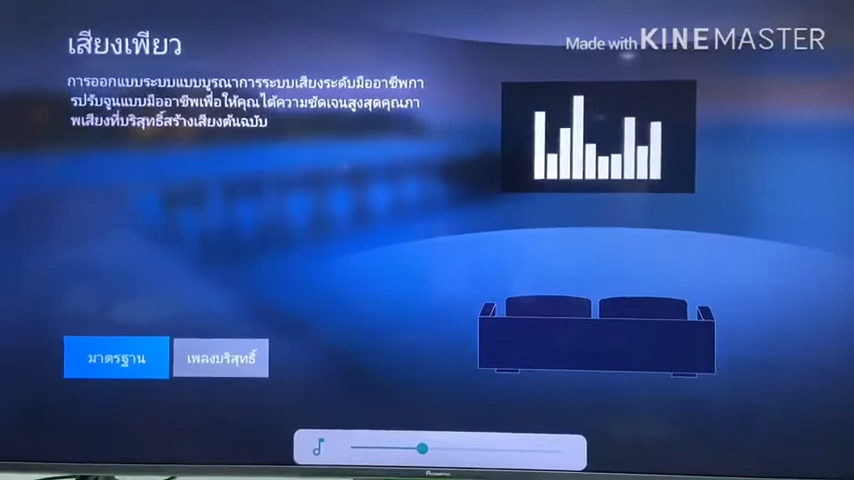 เสียงเพียว
Made with KINEMASTER
การออกแบบระบบแบบบูรณาการระบบเสียงระดับมืออาชีพกา
รปรับจูนแบบมืออาชีพเพื่อให้คุณได้ความชัดเจนสูงสุดคุณภา
พเสียงที่บริสุทธิ์สร้างเสียงต้นฉบับ
มาตรฐาน
เพลงบริสุทธิ์